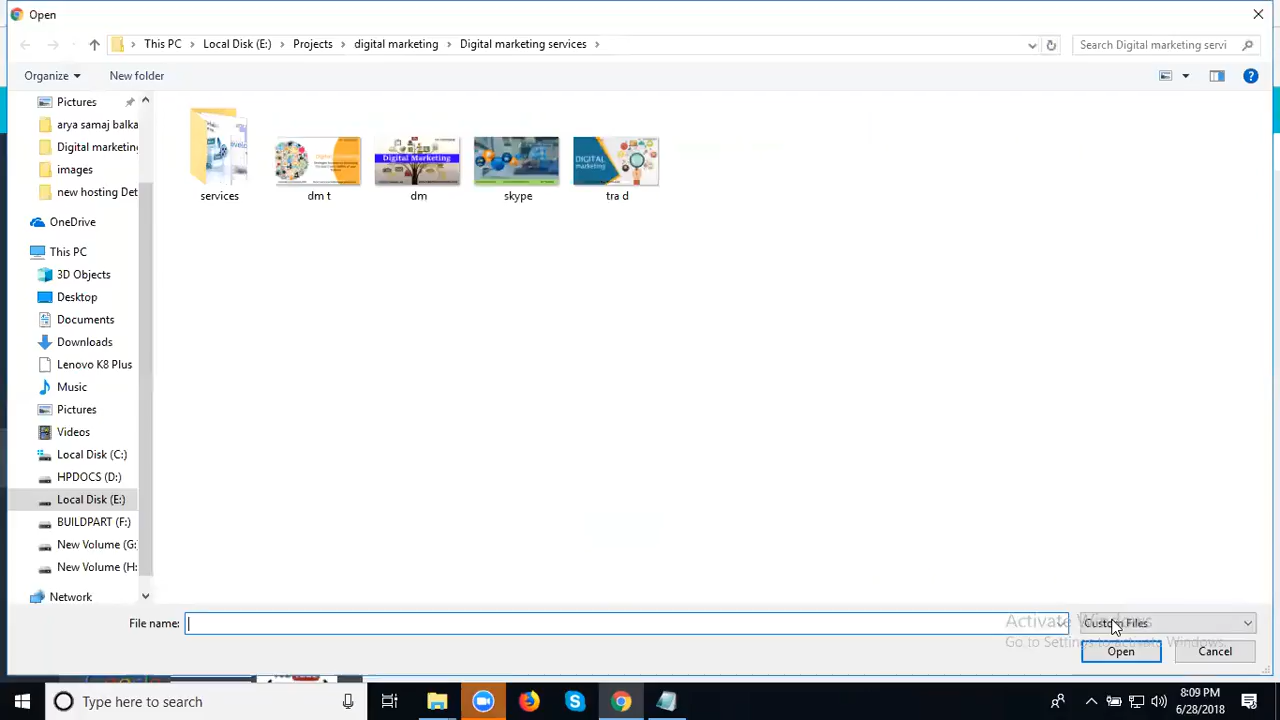 Open
This PC > Local Disk (E:) > Projects > digital marketing > Digital marketing services >
Search Digital marketing servi
Organize
New folder
Pictures
arya samaj balka
Digital marketing
images
new hosting Det
OneDrive
This PC
3D Objects
Desktop
Documents
Downloads
Lenovo K8 Plus
Music
Pictures
Videos
Local Disk (C:)
HPDOCS (D:)
Local Disk (E:)
BUILDPART (F:)
New Volume (G:
New Volume (H:
Network
Digital Marketing
DIGITAL
marketing
services
dm t
dm
skype
tra d
File name:
Custom Files
Activate Windows
Go to Settings to activate Windows.
Open
Cancel
Type here to search
8:09 PM
6/28/2018